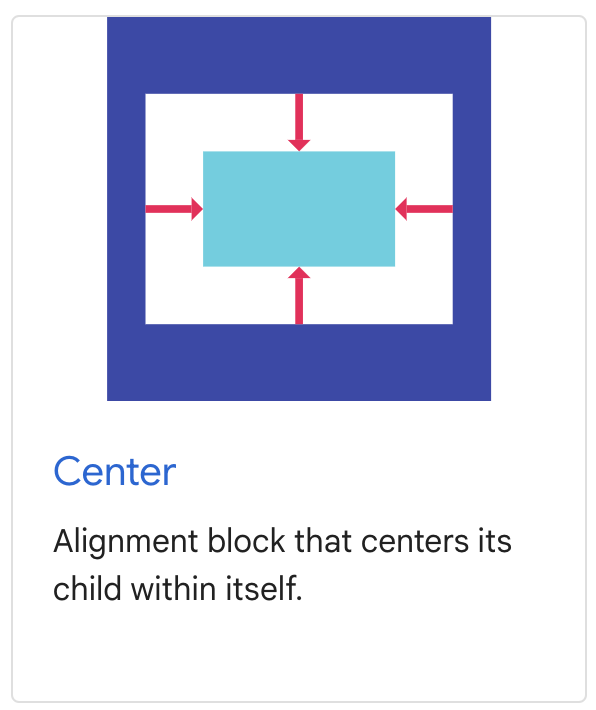 Center
Alignment block that centers its
child within itself.